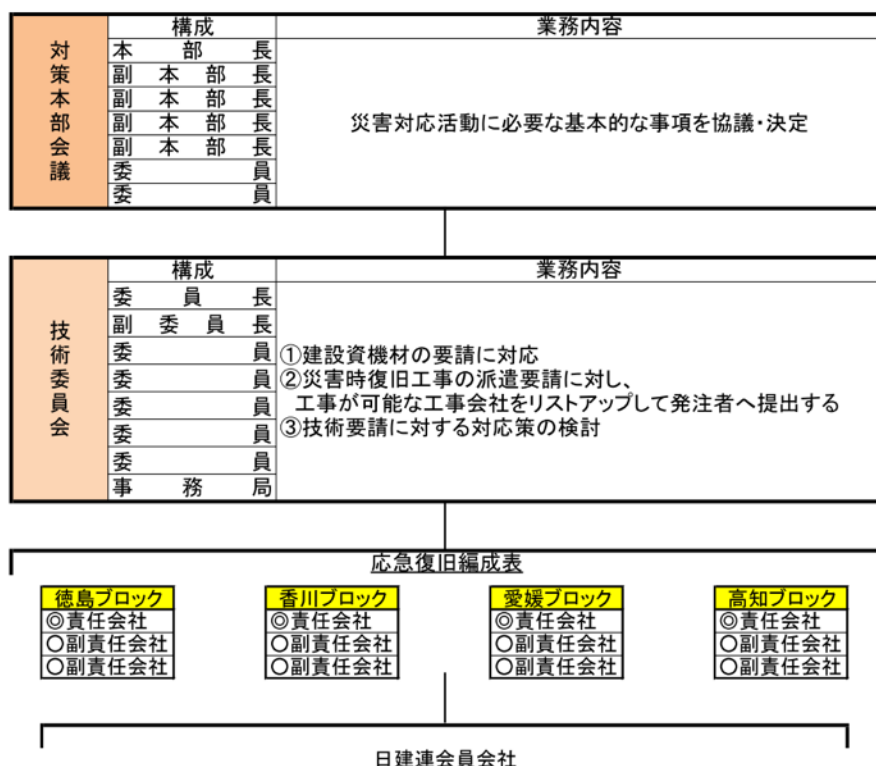 対策本部会議
構成 業務内容
本部長
副本部長
副本部長
副本部長
副本部長
委員
委員
災害対応活動に必要な基本的な事項を協議・決定
技術委員会
構成 業務内容
委員長
副委員長
委員
委員
委員
委員
委員
事務局
①建設資機材の要請に対応
②災害時復旧工事の派遣要請に対し、
工事が可能な工事会社をリストアップして発注者へ提出する
③技術要請に対する対応策の検討
応急復旧編成表
徳島ブロック
◎責任会社
○副責任会社
○副責任会社
香川ブロック
◎責任会社
○副責任会社
○副責任会社
愛媛ブロック
◎責任会社
○副責任会社
○副責任会社
高知ブロック
◎責任会社
○副責任会社
○副責任会社
日建連会員会社